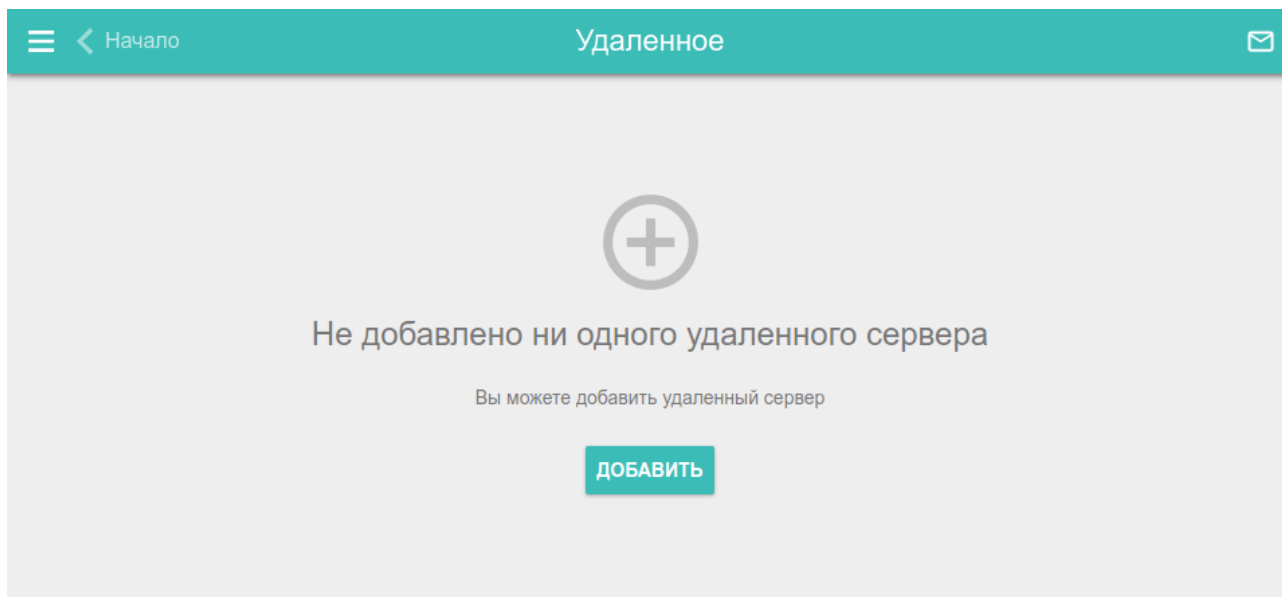 Начало
Удаленное
Не добавлено ни одного удаленного сервера
Вы можете добавить удаленный сервер
ДОБАВИТЬ